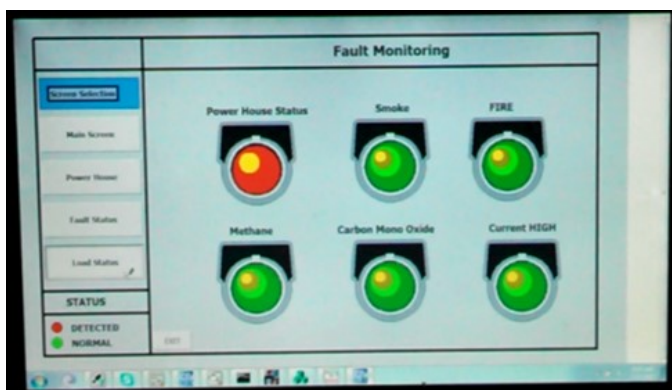 Fault Monitoring
Screen Selection
Main Screen
Power House
Fault Status
Load Status
Power House Status
Smoke
FIRE
Methane
Carbon Mono Oxide
Current HIGH
STATUS
DETECTED
NORMAL
EXIT